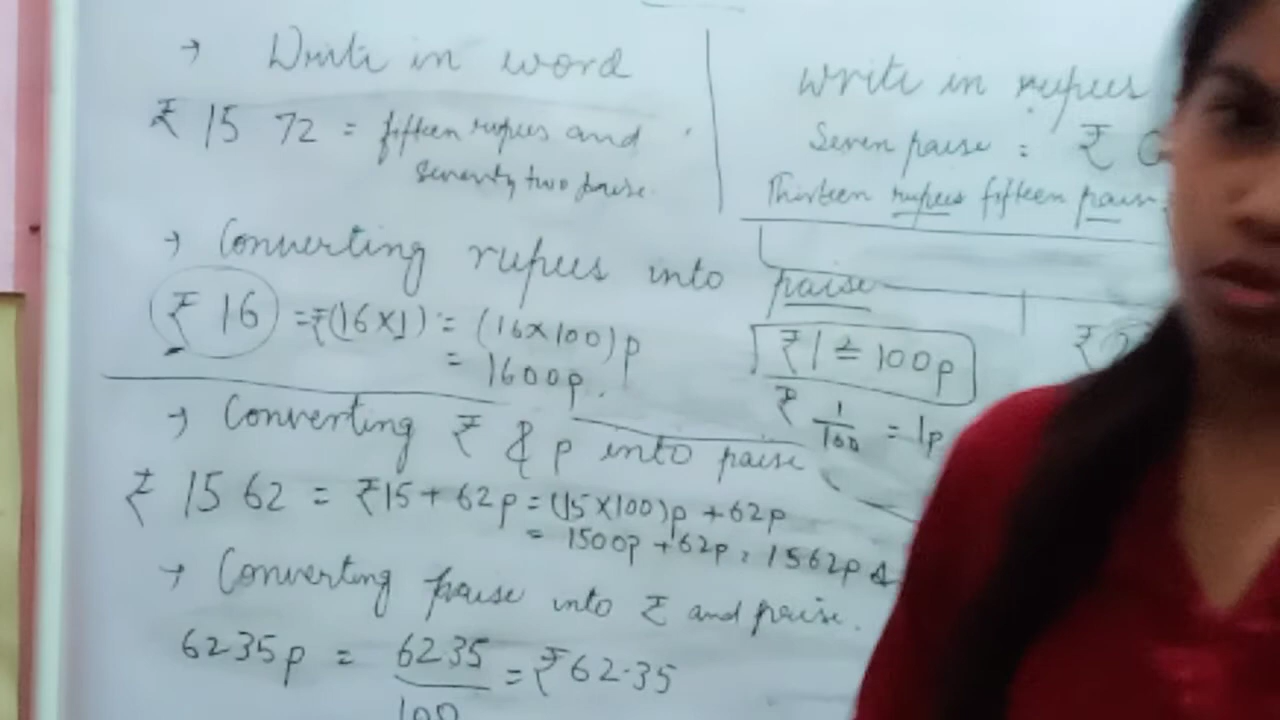 → Write in word
₹ 15 72 = fifteen rupees and
seventy two paise.
Write in rupees
Seven paise : ₹ 0
Thirteen rupees fifteen paise
→ Converting rupees into paise
₹ 16 = ₹(16×1) = (16×100)p
= 1600p.
₹1 = 100p
₹ 1/100 = 1p
→ Converting ₹ & p into paise
₹ 15 62 = ₹15 + 62p = (15×100)p + 62p
= 1500p + 62p = 1562p
→ Converting paise into ₹ and paise.
6235p = 6235/100 = ₹62.35